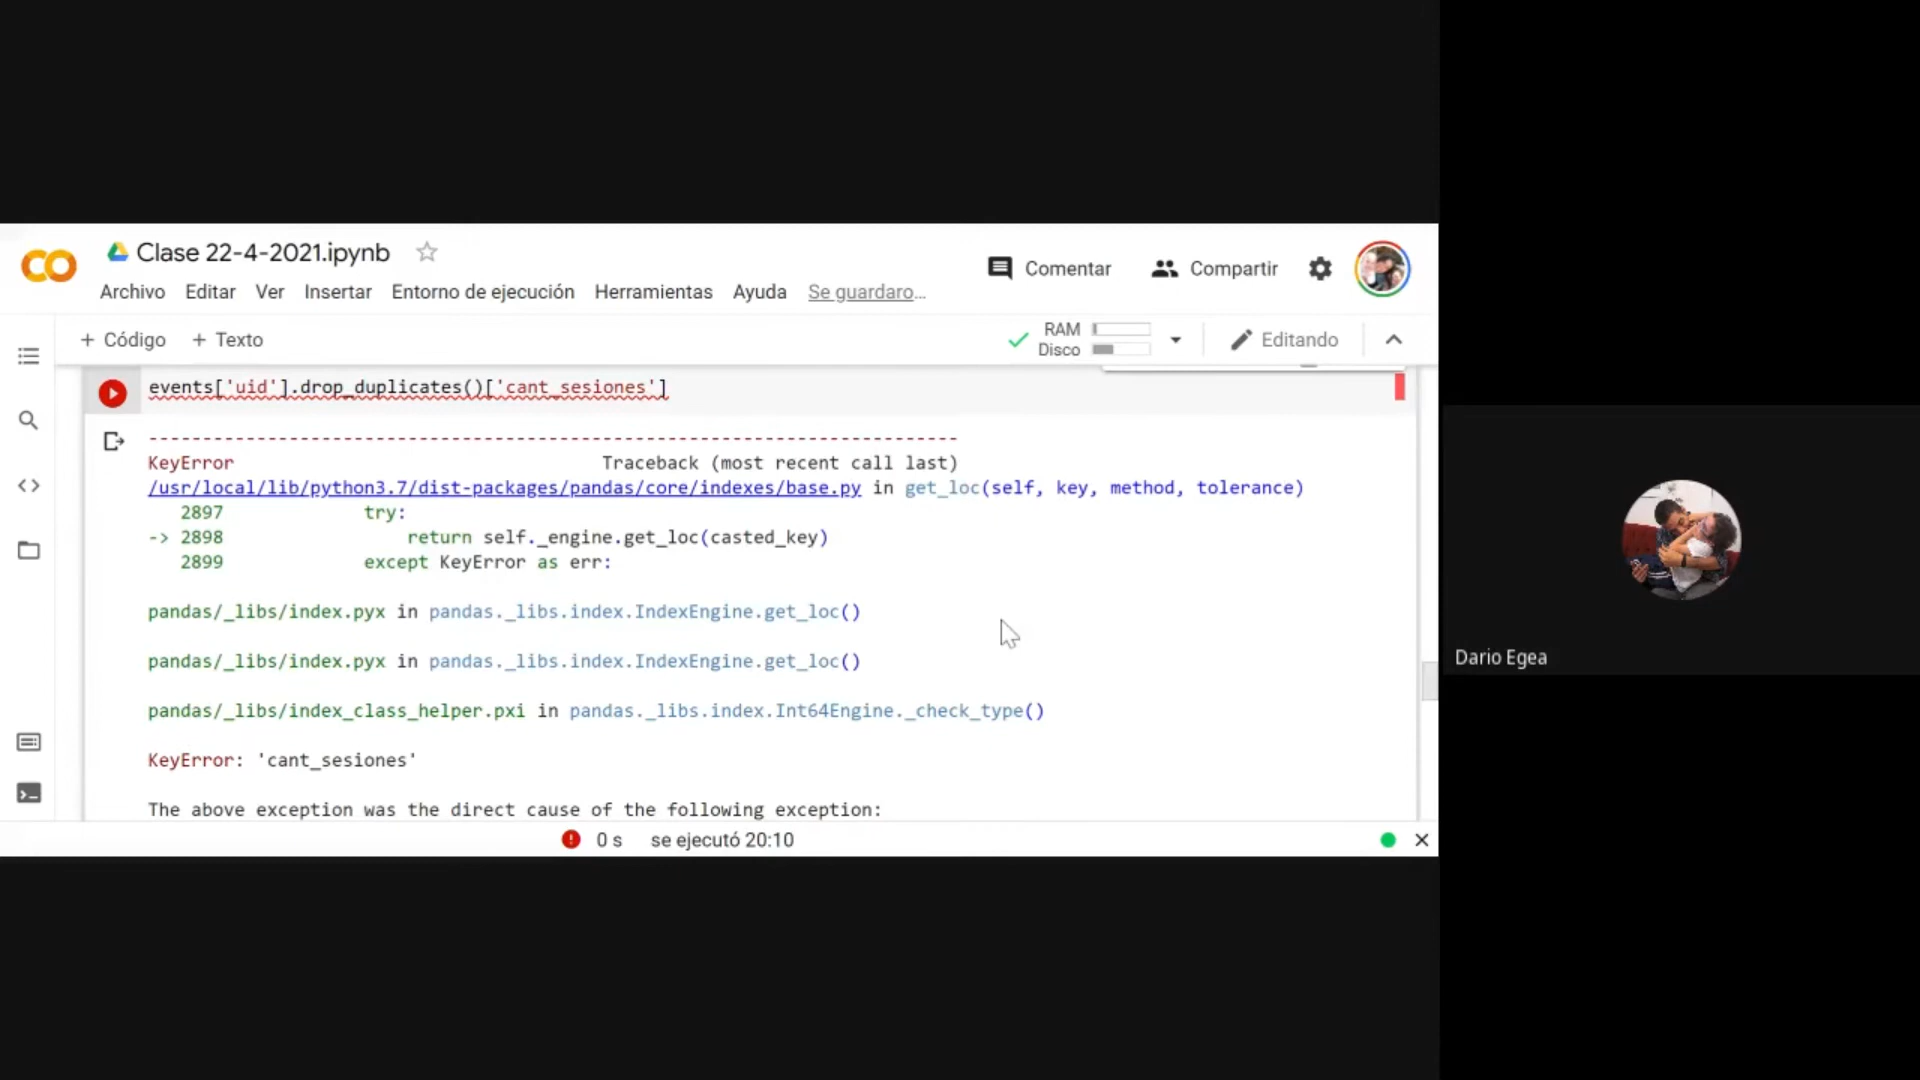 Clase 22-4-2021.ipynb
Comentar
Compartir
Archivo Editar Ver Insertar Entorno de ejecución Herramientas Ayuda Se guardaro…
+ Código + Texto
RAM
Disco
Editando
events['uid'].drop_duplicates()['cant_sesiones']
---------------------------------------------------------------------------
KeyError Traceback (most recent call last)
/usr/local/lib/python3.7/dist-packages/pandas/core/indexes/base.py in get_loc(self, key, method, tolerance)
2897 try:
-> 2898 return self._engine.get_loc(casted_key)
2899 except KeyError as err:
pandas/_libs/index.pyx in pandas._libs.index.IndexEngine.get_loc()
pandas/_libs/index.pyx in pandas._libs.index.IndexEngine.get_loc()
pandas/_libs/index_class_helper.pxi in pandas._libs.index.Int64Engine._check_type()
KeyError: 'cant_sesiones'
The above exception was the direct cause of the following exception:
0 s se ejecutó 20:10
Dario Egea